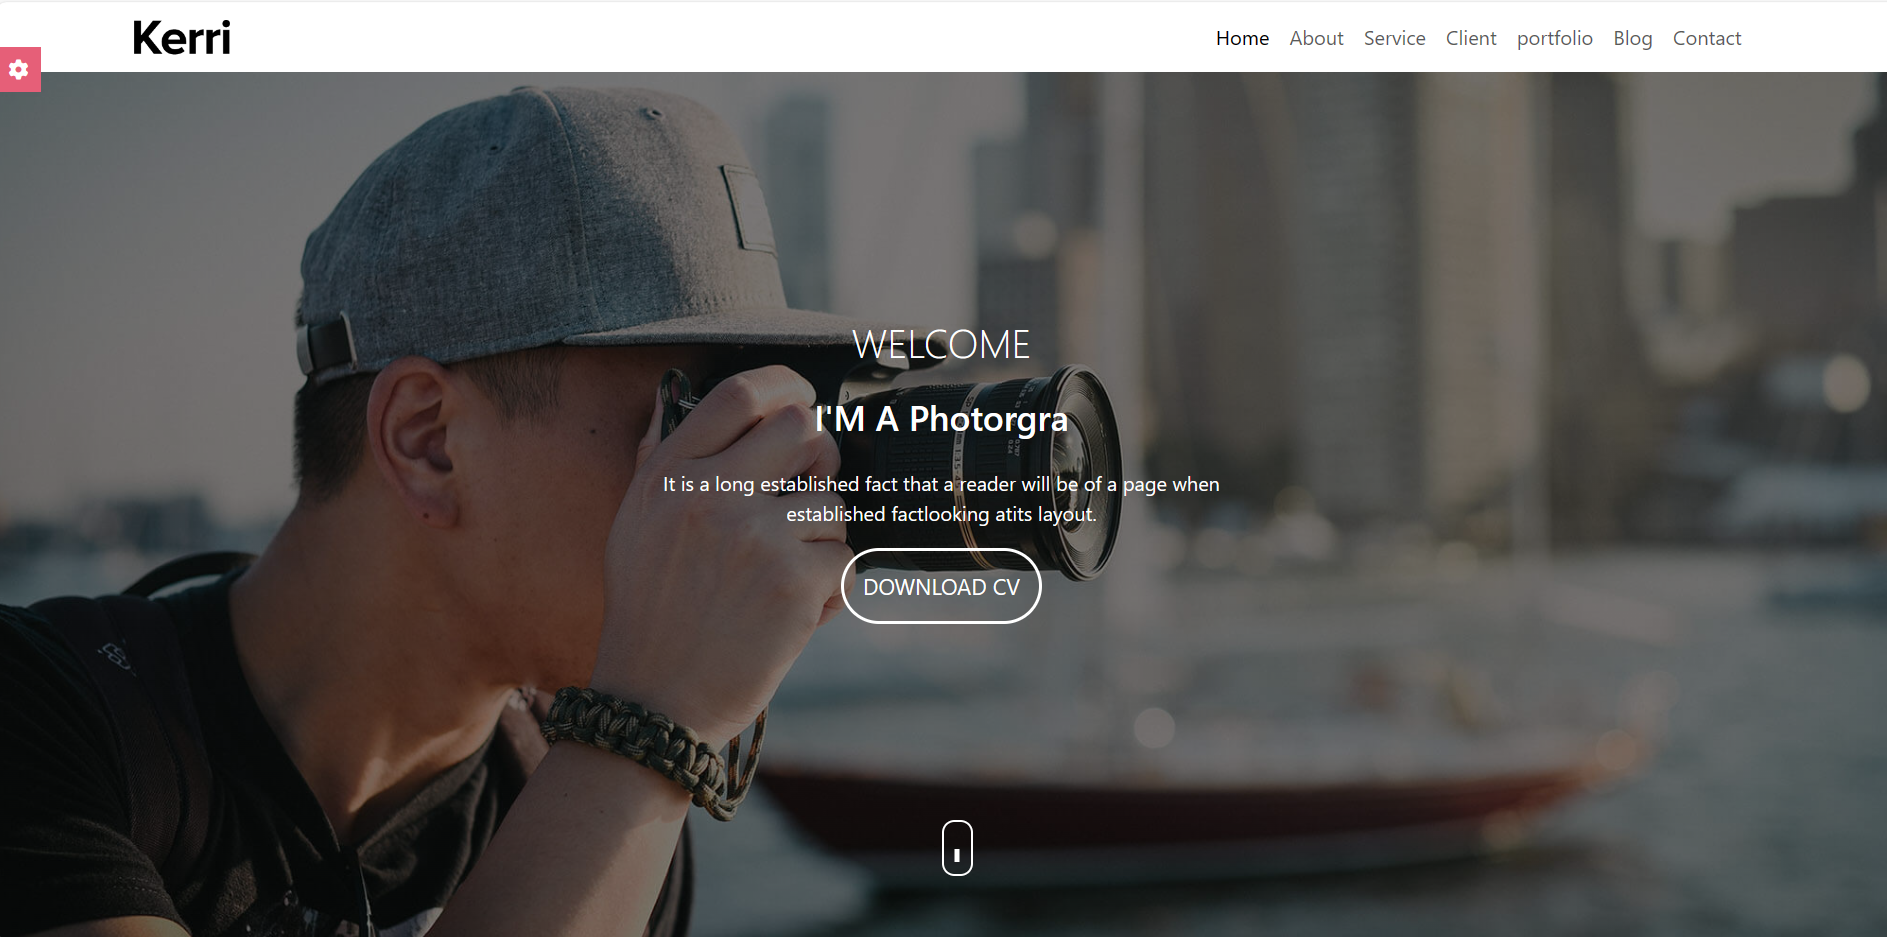 Kerri
Home About Service Client portfolio Blog Contact
WELCOME
I'M A Photorgra
It is a long established fact that a reader will be of a page when
established factlooking atits layout.
DOWNLOAD CV